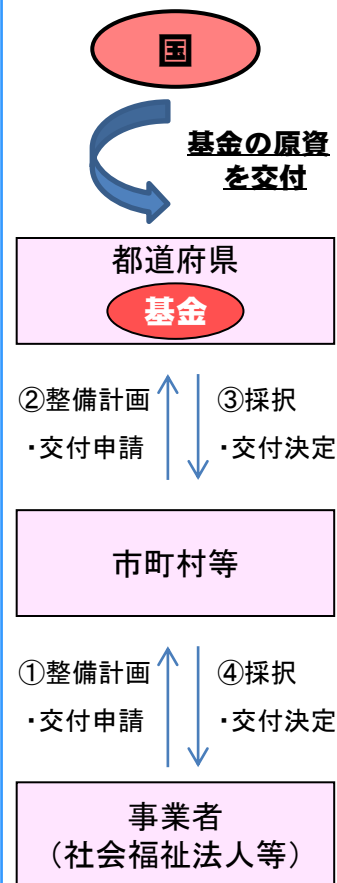 国
基金の原資
を交付
都道府県
基金
②整備計画
・交付申請
③採択
・交付決定
市町村等
①整備計画
・交付申請
④採択
・交付決定
事業者
（社会福祉法人等）